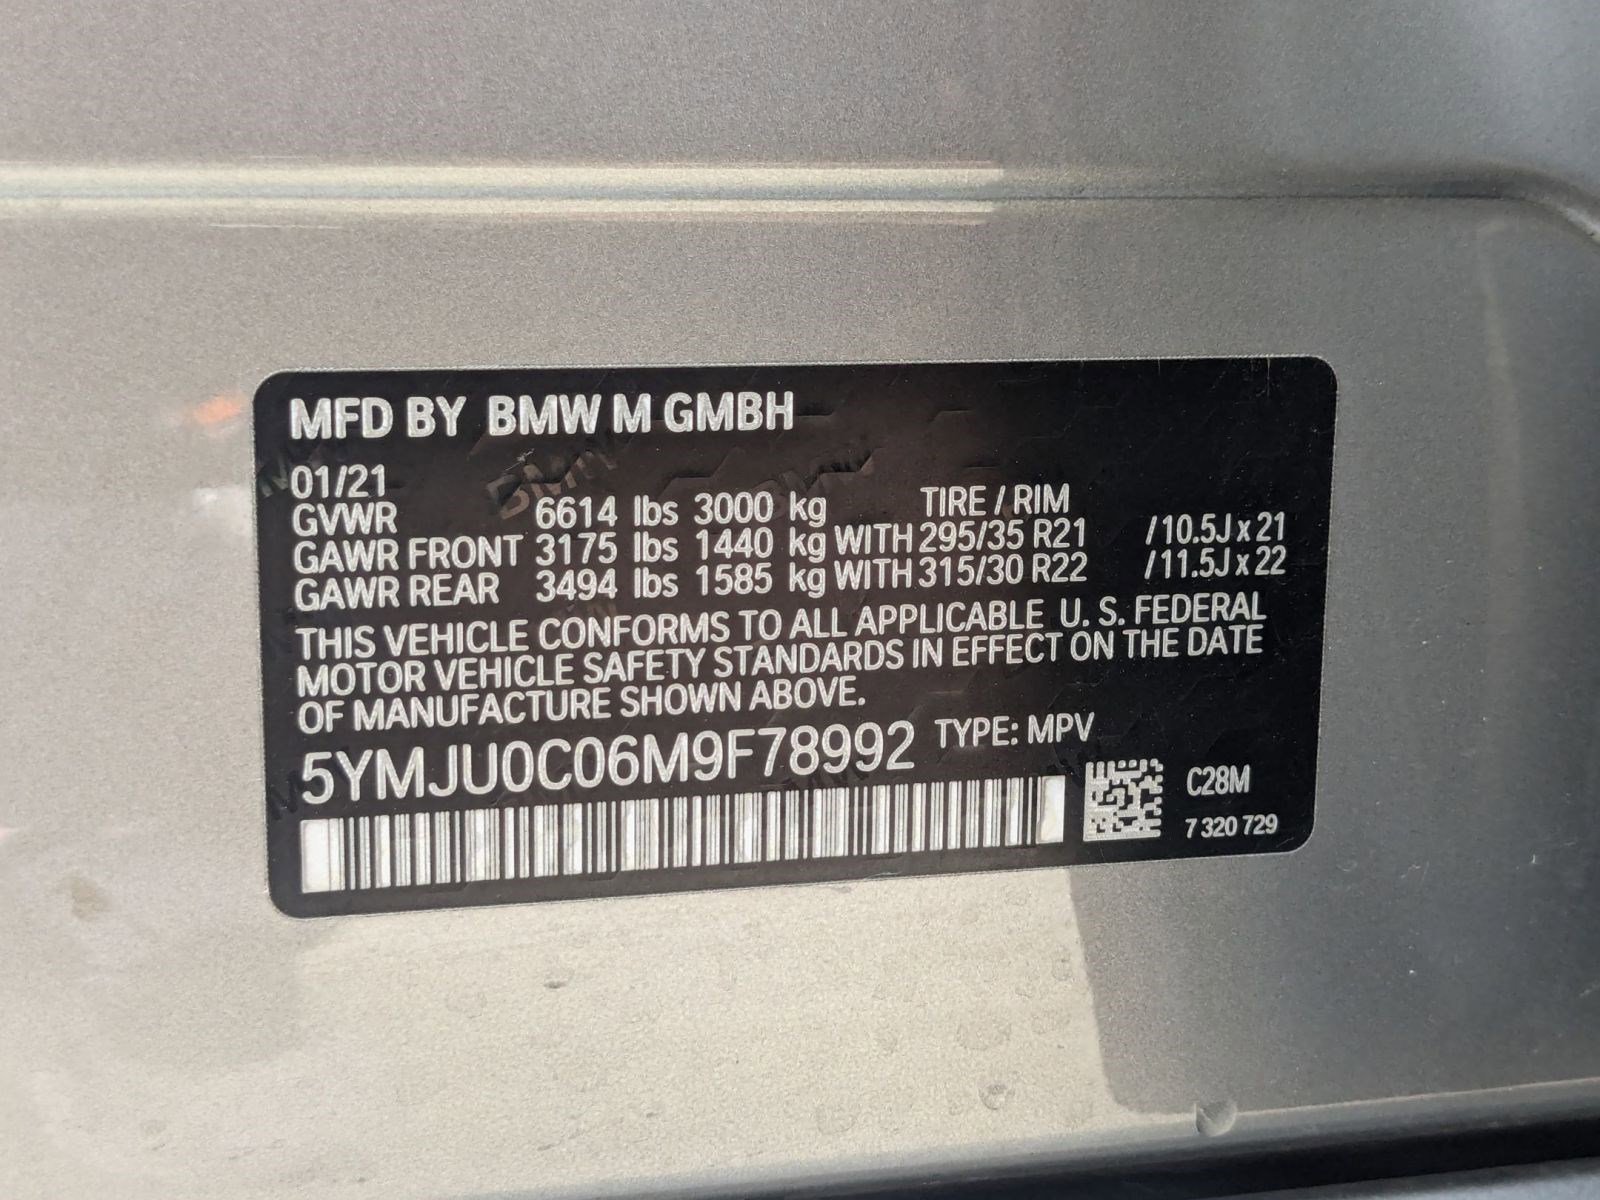 MFD BY BMW M GMBH
01/21
GVWR 6614 lbs 3000 kg TIRE / RIM
GAWR FRONT 3175 lbs 1440 kg WITH 295/35 R21 /10.5J x 21
GAWR REAR 3494 lbs 1585 kg WITH 315/30 R22 /11.5J x 22
THIS VEHICLE CONFORMS TO ALL APPLICABLE U. S. FEDERAL
MOTOR VEHICLE SAFETY STANDARDS IN EFFECT ON THE DATE
OF MANUFACTURE SHOWN ABOVE.
5YMJU0C06M9F78992 TYPE: MPV
C28M
7 320 729